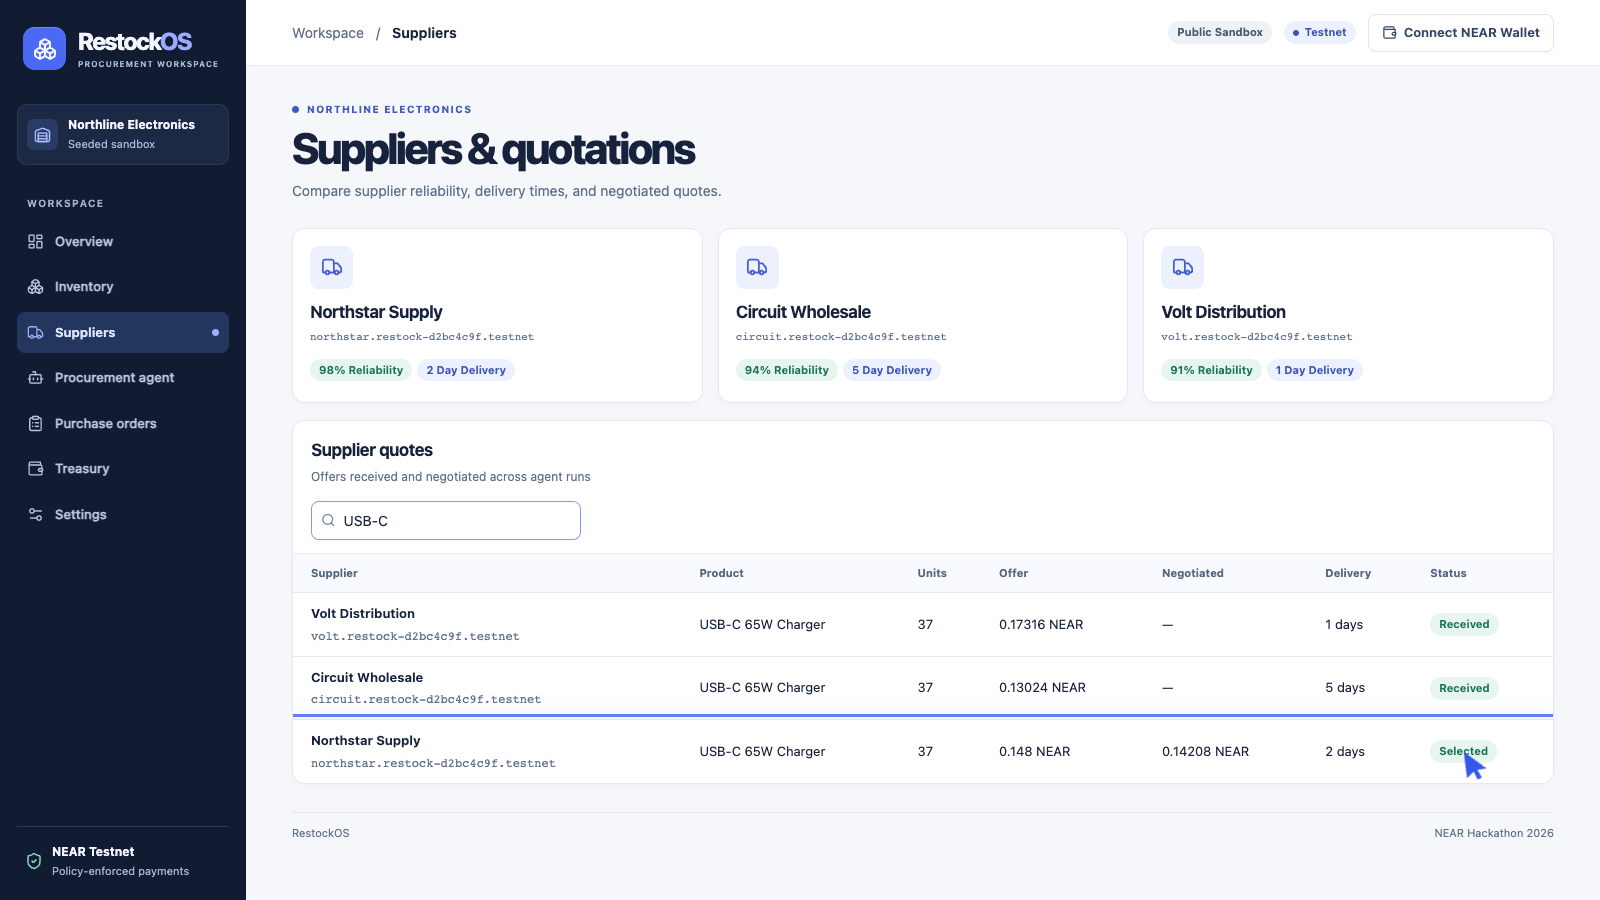 RestockOS
PROCUREMENT WORKSPACE
Northline Electronics
Seeded sandbox
WORKSPACE
Overview
Inventory
Suppliers
Procurement agent
Purchase orders
Treasury
Settings
NEAR Testnet
Policy-enforced payments
Workspace / Suppliers
Public Sandbox
Testnet
Connect NEAR Wallet
NORTHLINE ELECTRONICS
Suppliers & quotations
Compare supplier reliability, delivery times, and negotiated quotes.
Northstar Supply
northstar.restock-d2bc4c9f.testnet
98% Reliability 2 Day Delivery
Circuit Wholesale
circuit.restock-d2bc4c9f.testnet
94% Reliability 5 Day Delivery
Volt Distribution
volt.restock-d2bc4c9f.testnet
91% Reliability 1 Day Delivery
Supplier quotes
Offers received and negotiated across agent runs
USB-C
Supplier Product Units Offer Negotiated Delivery Status
Volt Distribution
volt.restock-d2bc4c9f.testnet
USB-C 65W Charger 37 0.17316 NEAR — 1 days Received
Circuit Wholesale
circuit.restock-d2bc4c9f.testnet
USB-C 65W Charger 37 0.13024 NEAR — 5 days Received
Northstar Supply
northstar.restock-d2bc4c9f.testnet
USB-C 65W Charger 37 0.148 NEAR 0.14208 NEAR 2 days Selected
RestockOS
NEAR Hackathon 2026